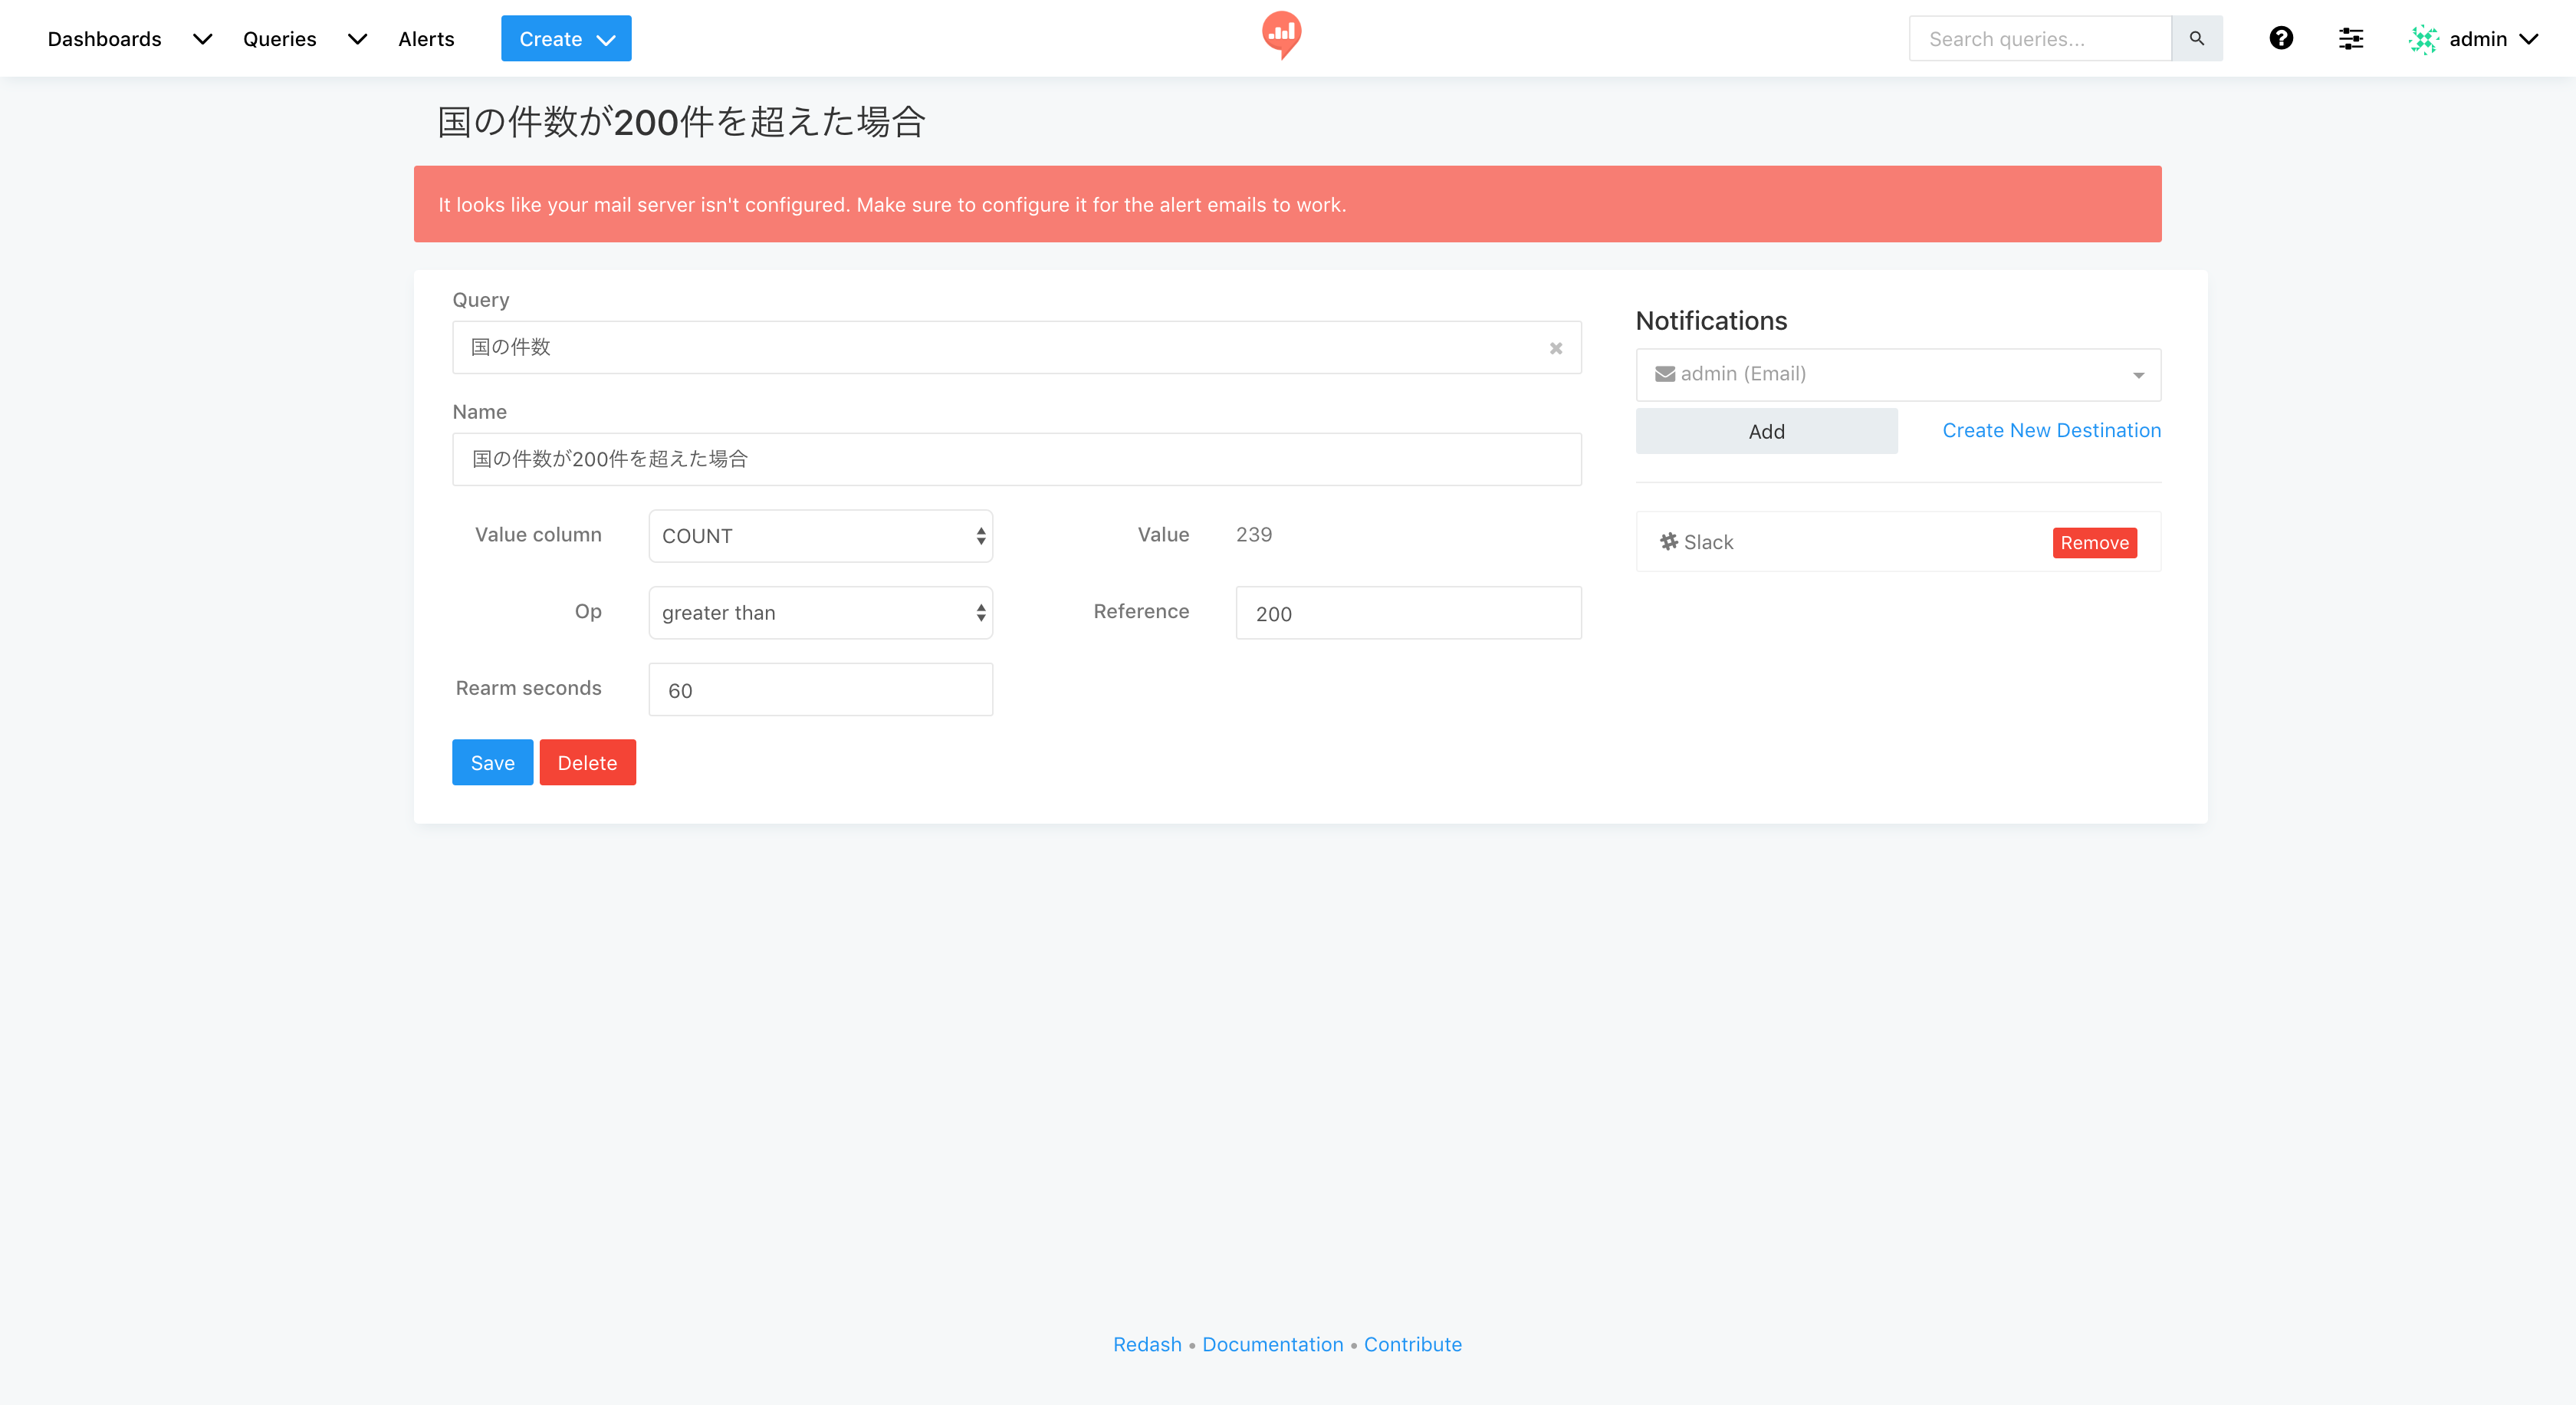 Dashboards Queries Alerts Create Search queries... admin
国の件数が200件を超えた場合
It looks like your mail server isn't configured. Make sure to configure it for the alert emails to work.
Query
国の件数
Name
国の件数が200件を超えた場合
Value column COUNT Value 239
Op greater than Reference 200
Rearm seconds 60
Save Delete
Notifications
admin (Email)
Add Create New Destination
Slack Remove
Redash • Documentation • Contribute